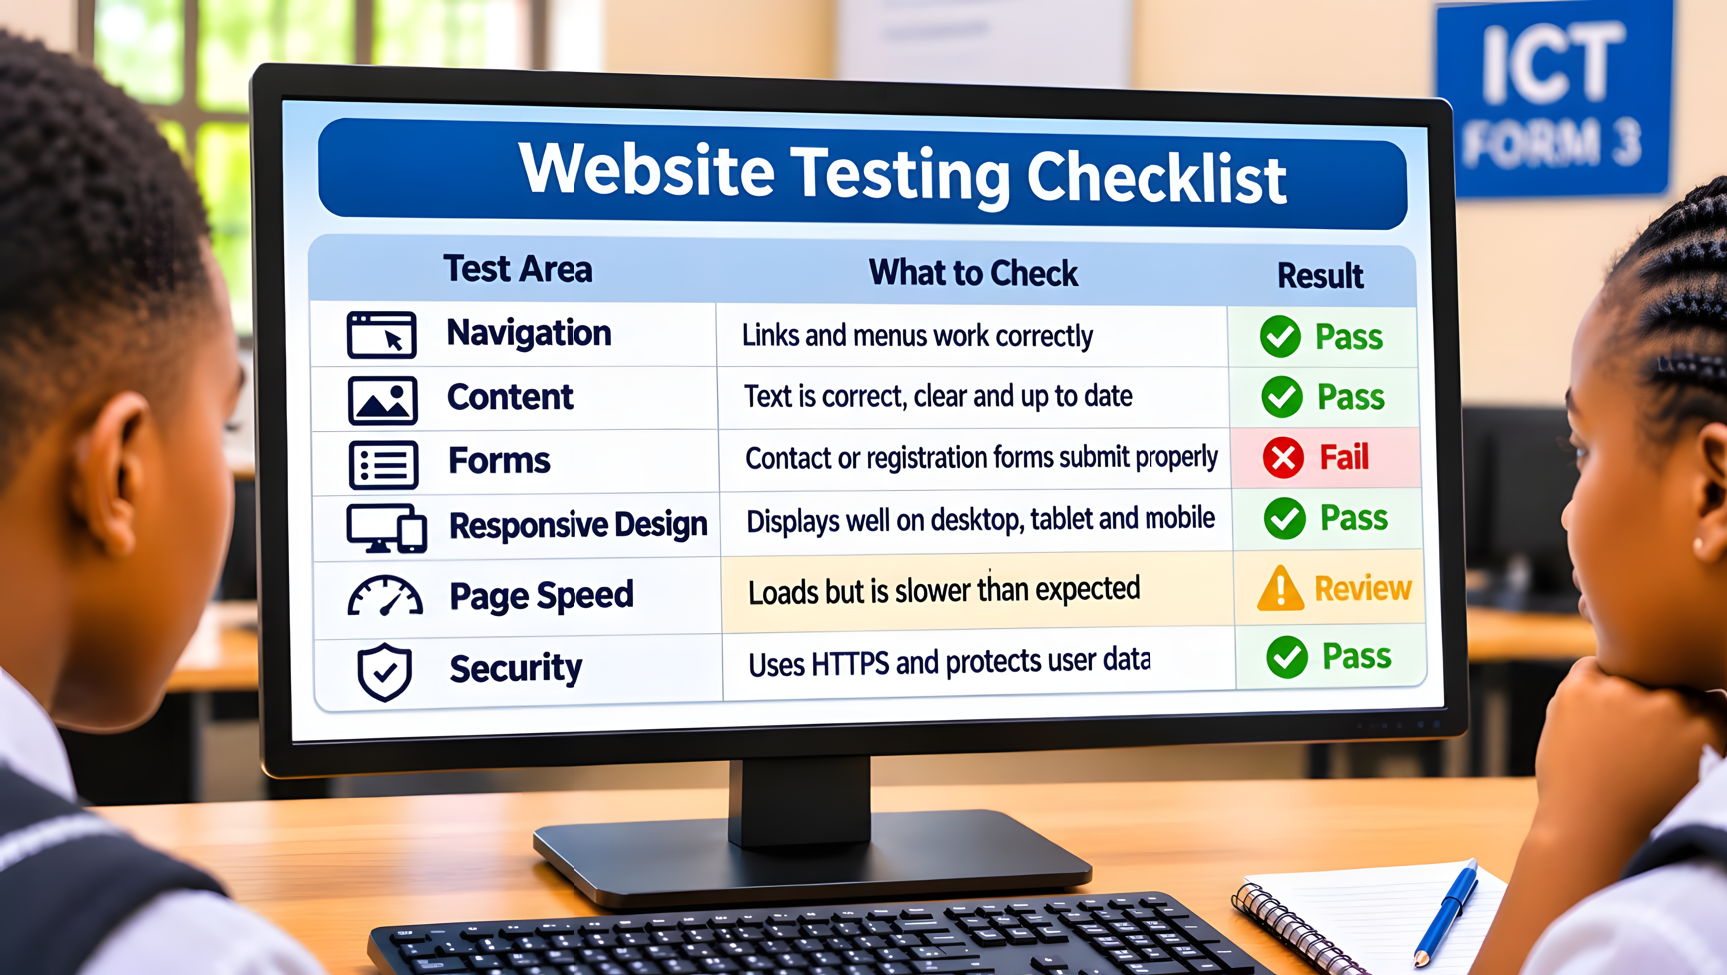 ICT
FORM 3
Website Testing Checklist
Test Area What to Check Result
Navigation Links and menus work correctly Pass
Content Text is correct, clear and up to date Pass
Forms Contact or registration forms submit properly Fail
Responsive Design Displays well on desktop, tablet and mobile Pass
Page Speed Loads but is slower than expected Review
Security Uses HTTPS and protects user data Pass